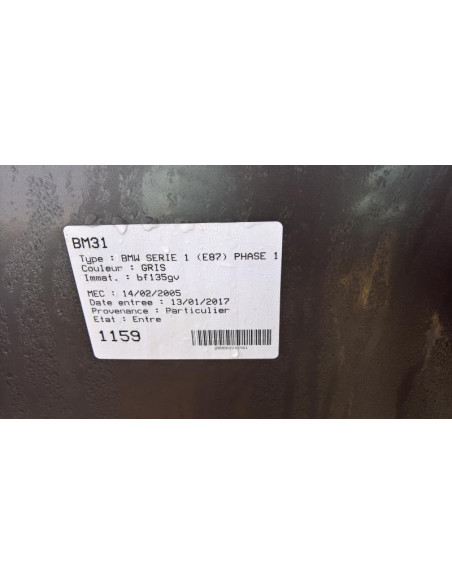 BM31
Type : BMW SERIE 1 (E87) PHASE 1
Couleur : GRIS
Immat. : bf135gv
MEC : 14/02/2005
Date entree : 13/01/2017
Provenance : Particulier
Etat : Entre
1159